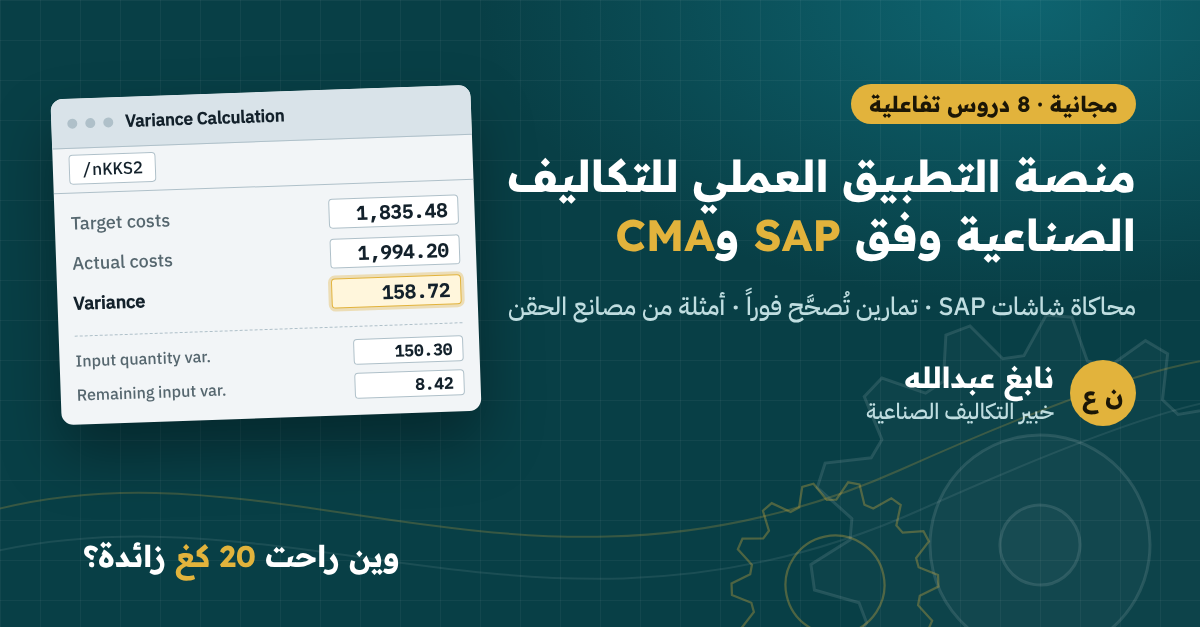 مجانية · 8 دروس تفاعلية
منصة التطبيق العملي للتكاليف
الصناعية وفق SAP وCMA
محاكاة شاشات SAP · تمارين تُصحَّح فوراً · أمثلة من مصانع الحقن
ن ع
نابغ عبدالله
خبير التكاليف الصناعية
Variance Calculation
/nKKS2
Target costs 1,835.48
Actual costs 1,994.20
Variance 158.72
Input quantity var. 150.30
Remaining input var. 8.42
وين راحت 20 كغ زائدة؟